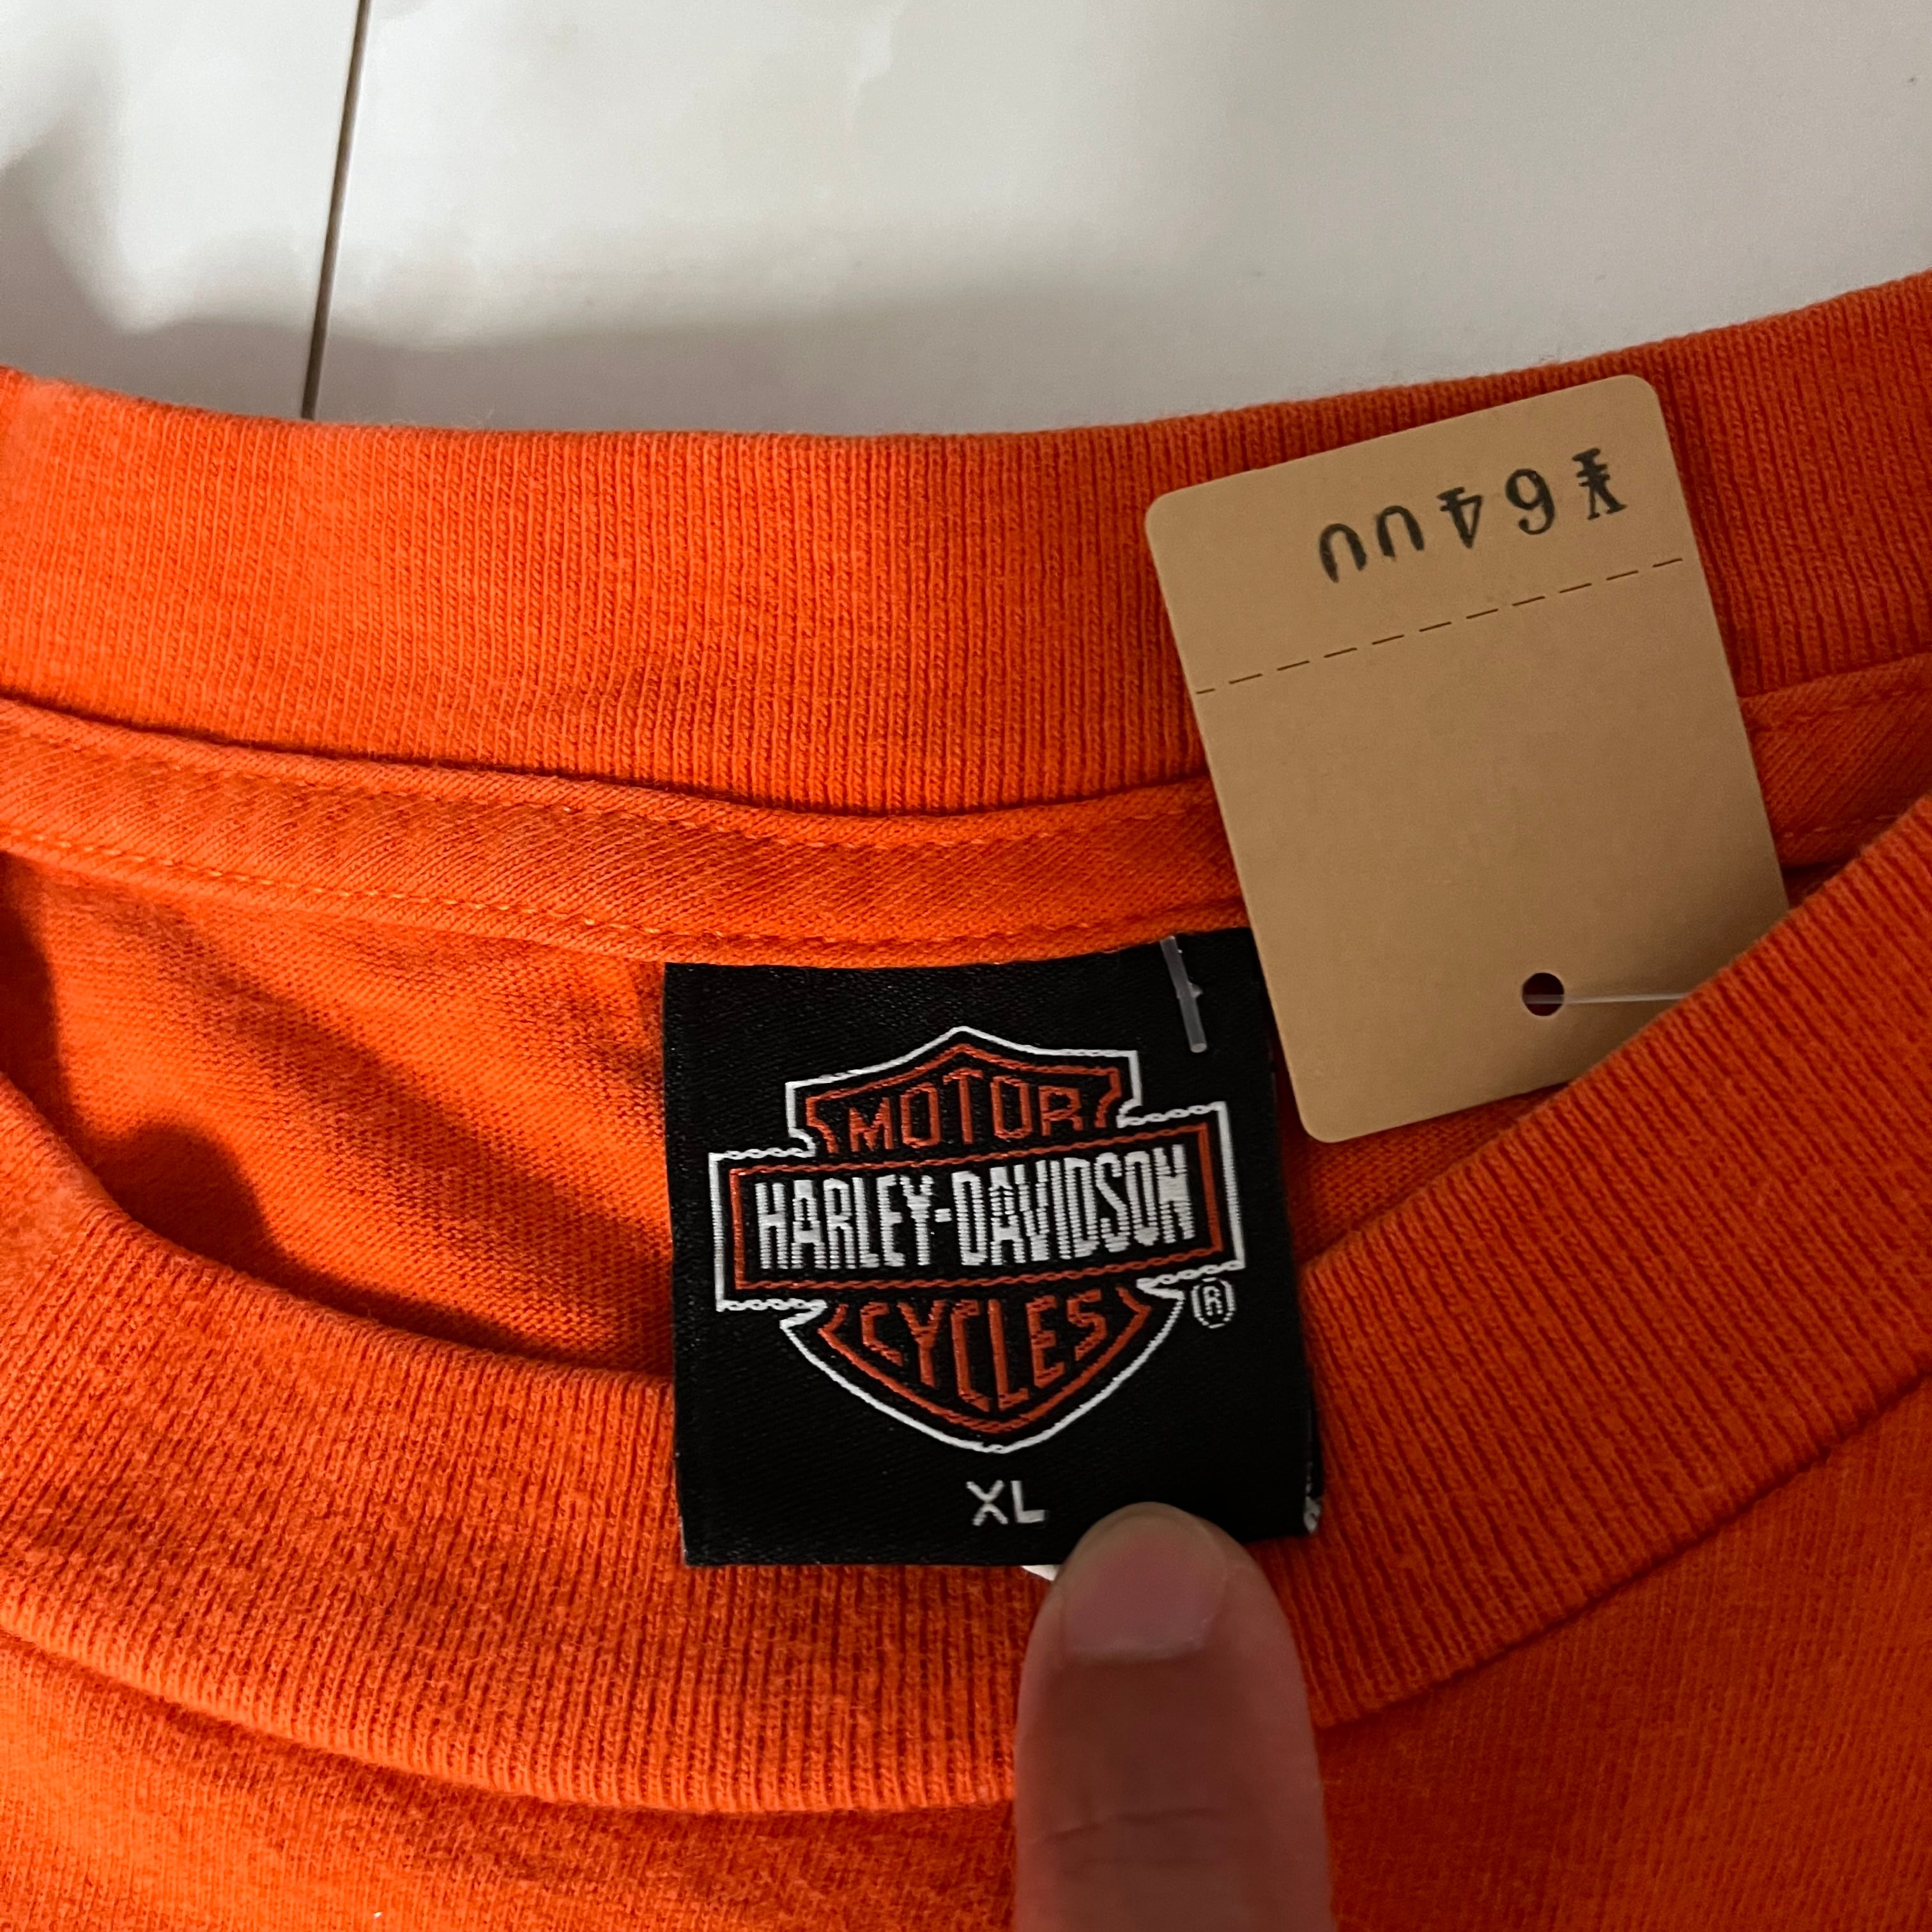 ¥6400
MOTOR
HARLEY-DAVIDSON
CYCLES
®
XL